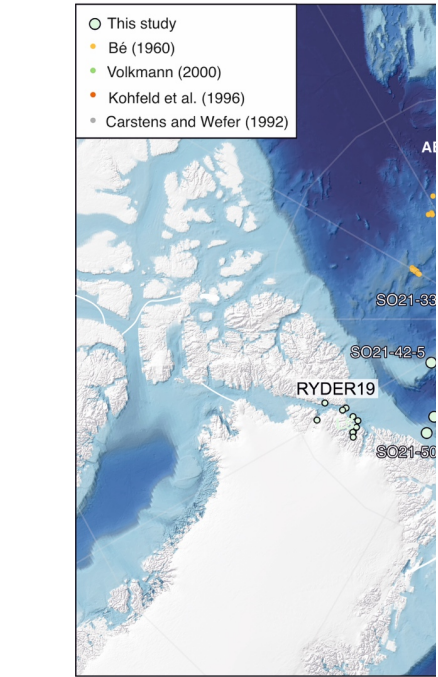 This study
Bé (1960)
Volkmann (2000)
Kohfeld et al. (1996)
Carstens and Wefer (1992)
AB
SO21-33
SO21-42-5
RYDER19
SO21-50